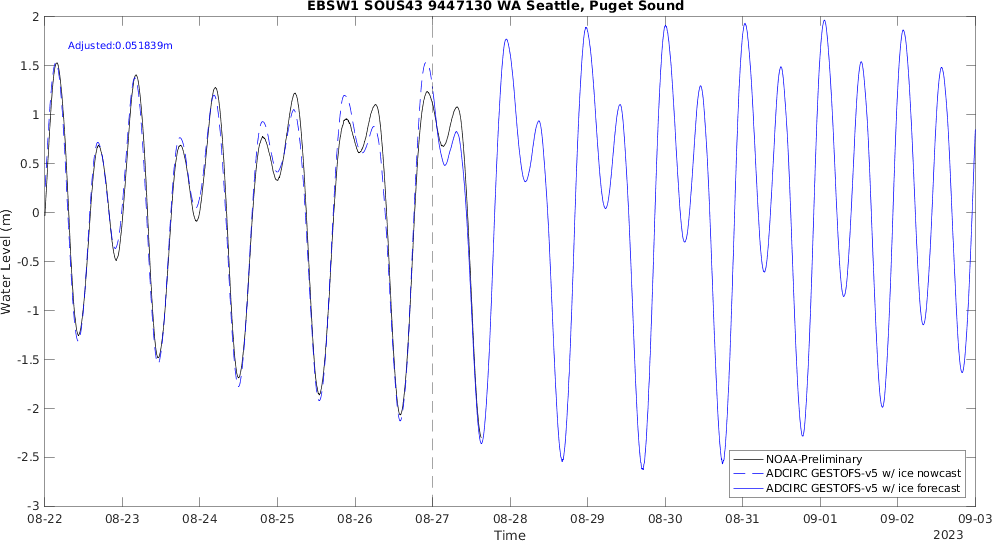 EBSW1 SOUS43 9447130 WA Seattle, Puget Sound
Adjusted:0.051839m
2
1.5
1
0.5
0
-0.5
-1
-1.5
-2
-2.5
-3
Water Level (m)
NOAA-Preliminary
ADCIRC GESTOFS-v5 w/ ice nowcast
ADCIRC GESTOFS-v5 w/ ice forecast
08-22 08-23 08-24 08-25 08-26 08-27 08-28 08-29 08-30 08-31 09-01 09-02 09-03
Time
2023